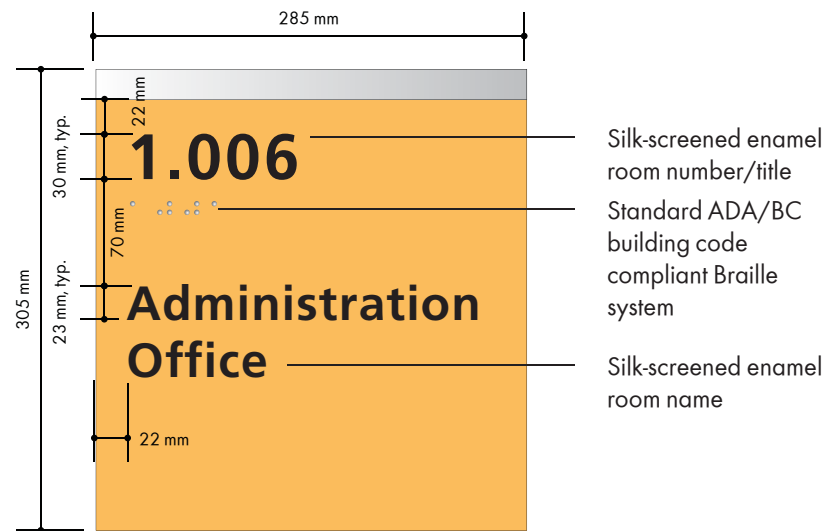 285 mm
22 mm
1.006
30 mm, typ.
Silk-screened enamel
room number/title
Standard ADA/BC
building code
compliant Braille
system
70 mm
305 mm
23 mm, typ.
Administration
Office
Silk-screened enamel
room name
22 mm